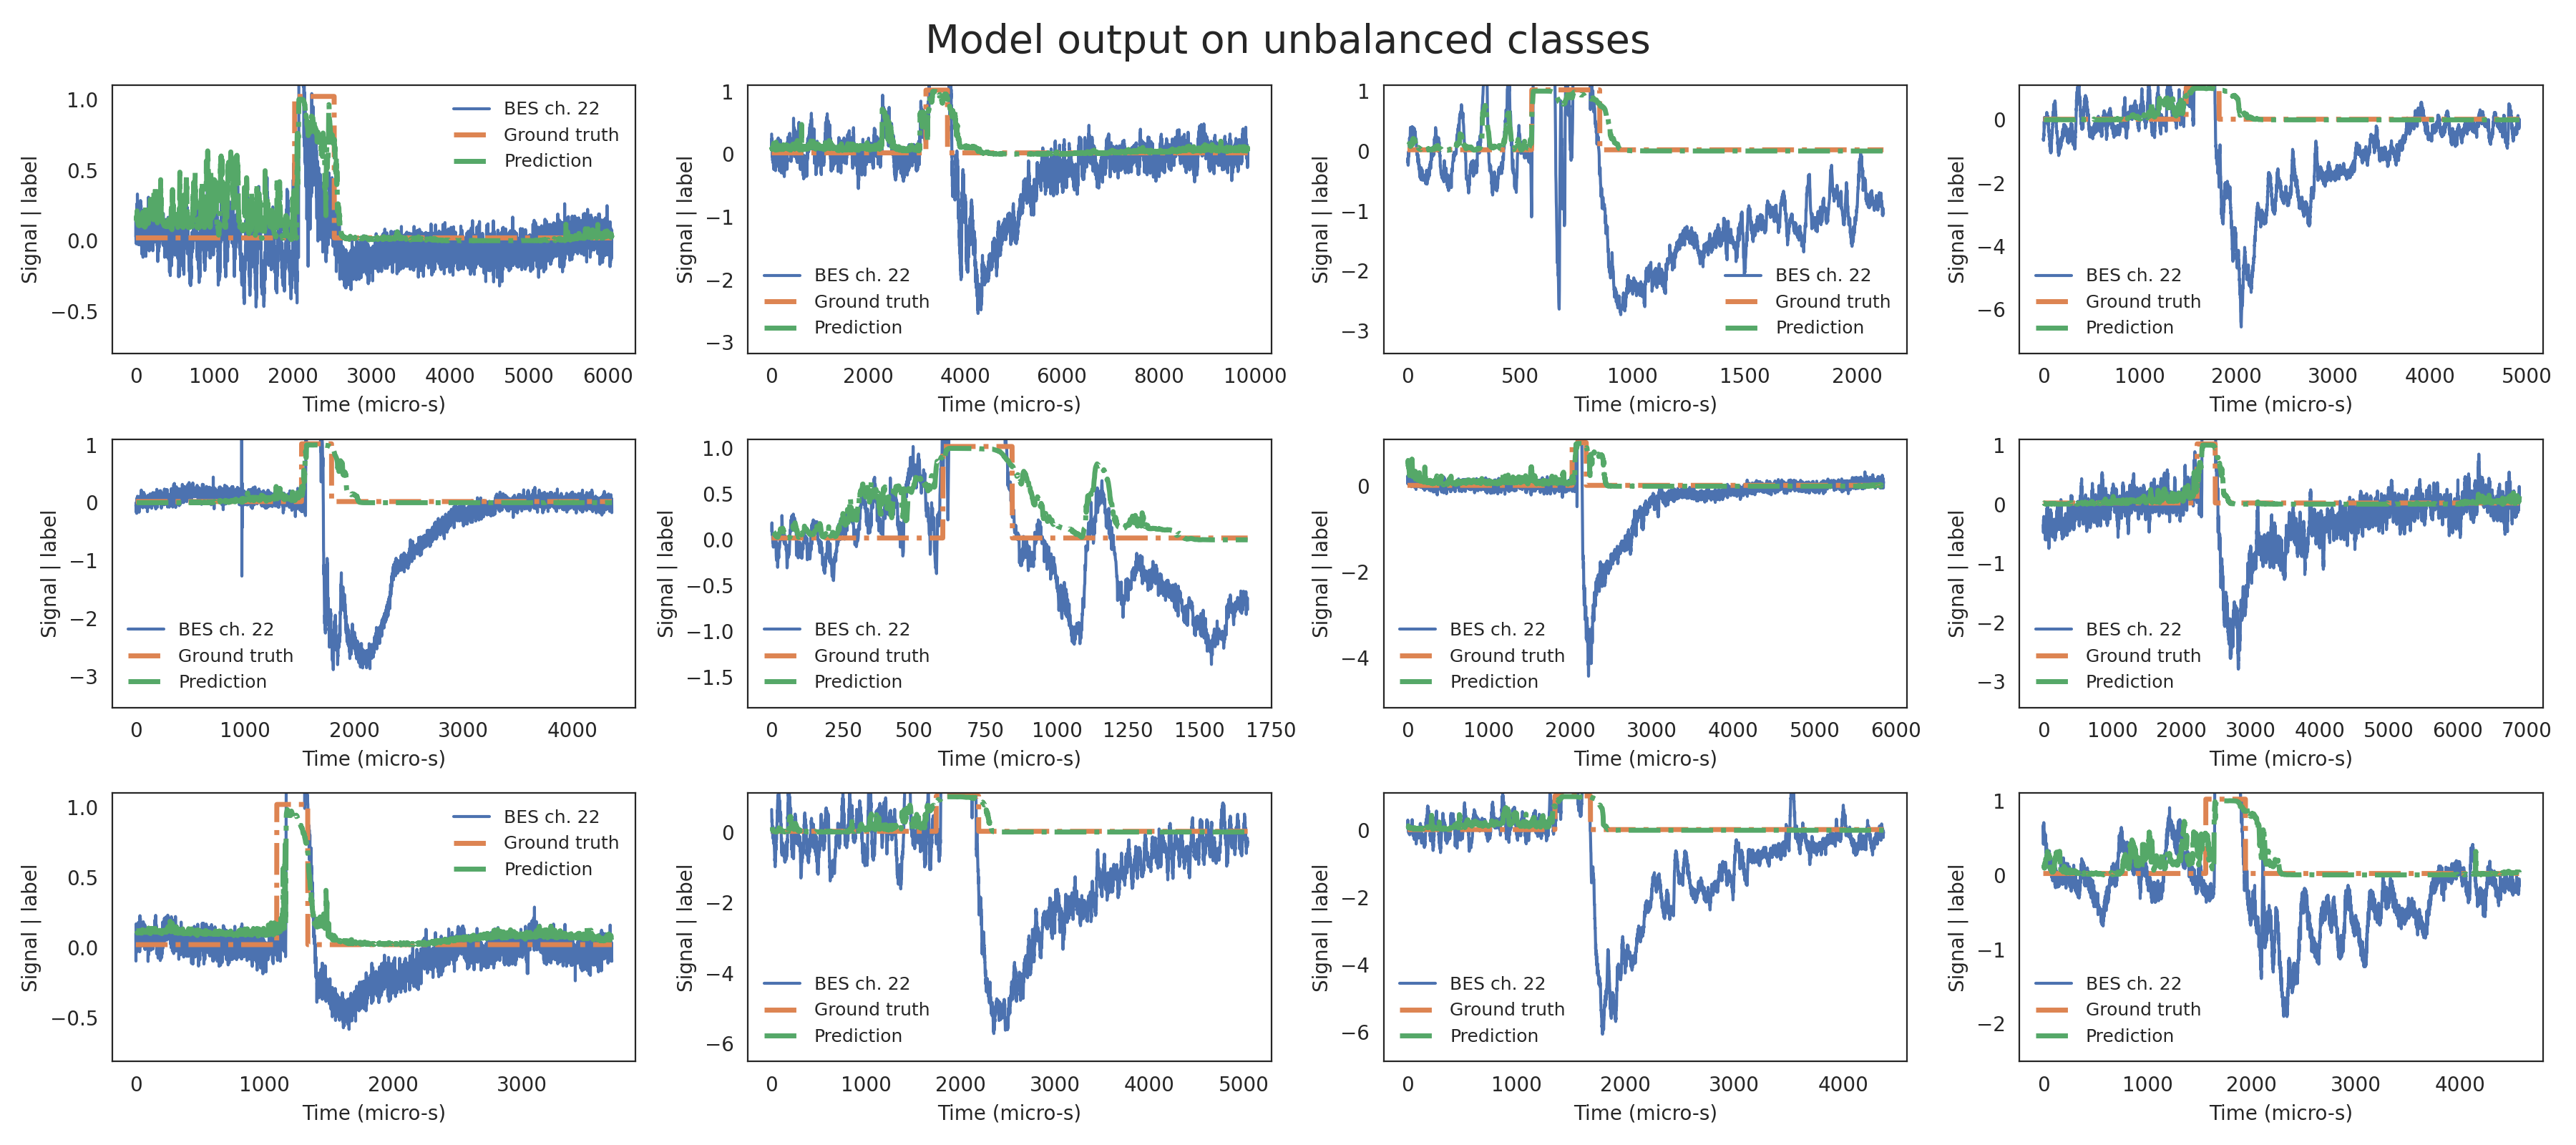 Model output on unbalanced classes
1.0
0.5
0.0
−0.5
Signal | label
BES ch. 22
Ground truth
Prediction
0 1000 2000 3000 4000 5000 6000
Time (micro-s)
1
0
−1
−2
−3
Signal | label
BES ch. 22
Ground truth
Prediction
0 2000 4000 6000 8000 10000
Time (micro-s)
1
0
−1
−2
−3
Signal | label
BES ch. 22
Ground truth
Prediction
0 500 1000 1500 2000
Time (micro-s)
0
−2
−4
−6
Signal | label
BES ch. 22
Ground truth
Prediction
0 1000 2000 3000 4000 5000
Time (micro-s)
1
0
−1
−2
−3
Signal | label
BES ch. 22
Ground truth
Prediction
0 1000 2000 3000 4000
Time (micro-s)
1.0
0.5
0.0
−0.5
−1.0
−1.5
Signal | label
BES ch. 22
Ground truth
Prediction
0 250 500 750 1000 1250 1500 1750
Time (micro-s)
0
−2
−4
Signal | label
BES ch. 22
Ground truth
Prediction
0 1000 2000 3000 4000 5000 6000
Time (micro-s)
1
0
−1
−2
−3
Signal | label
BES ch. 22
Ground truth
Prediction
0 1000 2000 3000 4000 5000 6000 7000
Time (micro-s)
1.0
0.5
0.0
−0.5
Signal | label
BES ch. 22
Ground truth
Prediction
0 1000 2000 3000
Time (micro-s)
0
−2
−4
−6
Signal | label
BES ch. 22
Ground truth
Prediction
0 1000 2000 3000 4000 5000
Time (micro-s)
0
−2
−4
−6
Signal | label
BES ch. 22
Ground truth
Prediction
0 1000 2000 3000 4000
Time (micro-s)
1
0
−1
−2
Signal | label
BES ch. 22
Ground truth
Prediction
0 1000 2000 3000 4000
Time (micro-s)